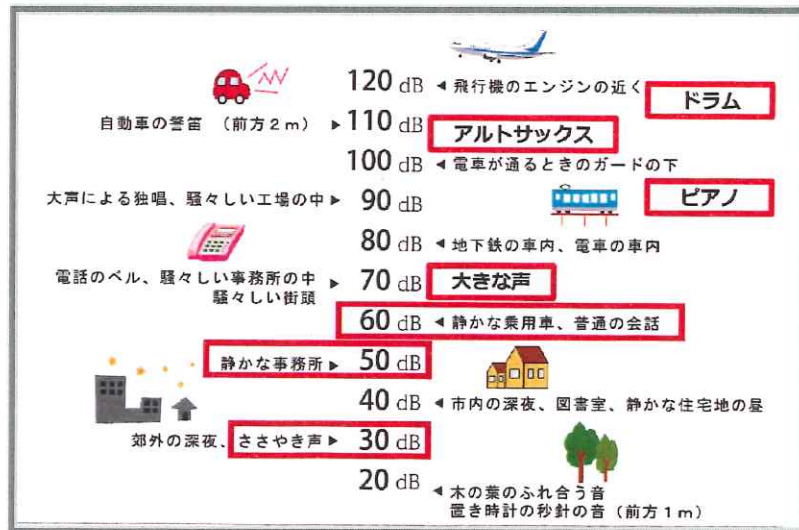 120 dB ◀ 飛行機のエンジンの近く
ドラム
自動車の警笛 （前方2m） ▶ 110 dB
アルトサックス
100 dB ◀ 電車が通るときのガードの下
大声による独唱、騒々しい工場の中 ▶ 90 dB
ピアノ
80 dB ◀ 地下鉄の車内、電車の車内
電話のベル、騒々しい事務所の中
騒々しい街頭 ▶ 70 dB
大きな声
60 dB ◀ 静かな乗用車、普通の会話
静かな事務所 ▶ 50 dB
40 dB ◀ 市内の深夜、図書室、静かな住宅地の昼
郊外の深夜、ささやき声 ▶ 30 dB
20 dB ◀ 木の葉のふれ合う音
置き時計の秒針の音（前方1m）